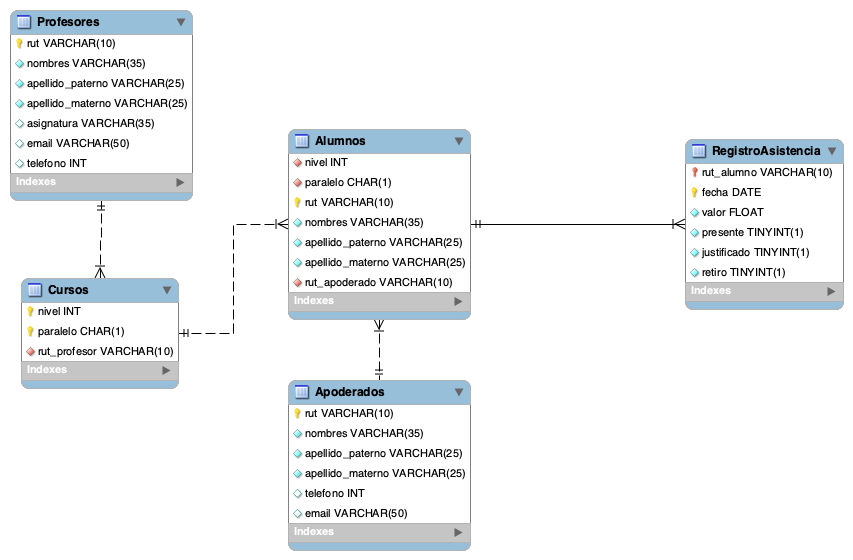 Profesores
rut VARCHAR(10)
nombres VARCHAR(35)
apellido_paterno VARCHAR(25)
apellido_materno VARCHAR(25)
asignatura VARCHAR(35)
email VARCHAR(50)
telefono INT
Indexes
Cursos
nivel INT
paralelo CHAR(1)
rut_profesor VARCHAR(10)
Indexes
Alumnos
nivel INT
paralelo CHAR(1)
rut VARCHAR(10)
nombres VARCHAR(35)
apellido_paterno VARCHAR(25)
apellido_materno VARCHAR(25)
rut_apoderado VARCHAR(10)
Indexes
Apoderados
rut VARCHAR(10)
nombres VARCHAR(35)
apellido_paterno VARCHAR(25)
apellido_materno VARCHAR(25)
telefono INT
email VARCHAR(50)
Indexes
RegistroAsistencia
rut_alumno VARCHAR(10)
fecha DATE
valor FLOAT
presente TINYINT(1)
justificado TINYINT(1)
retiro TINYINT(1)
Indexes